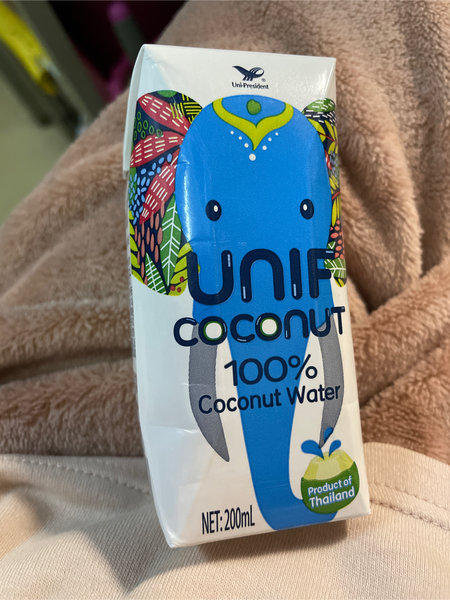 Uni-President
®
UNIF
COCONUT
100%
Coconut Water
Product of
Thailand
NET:200mL